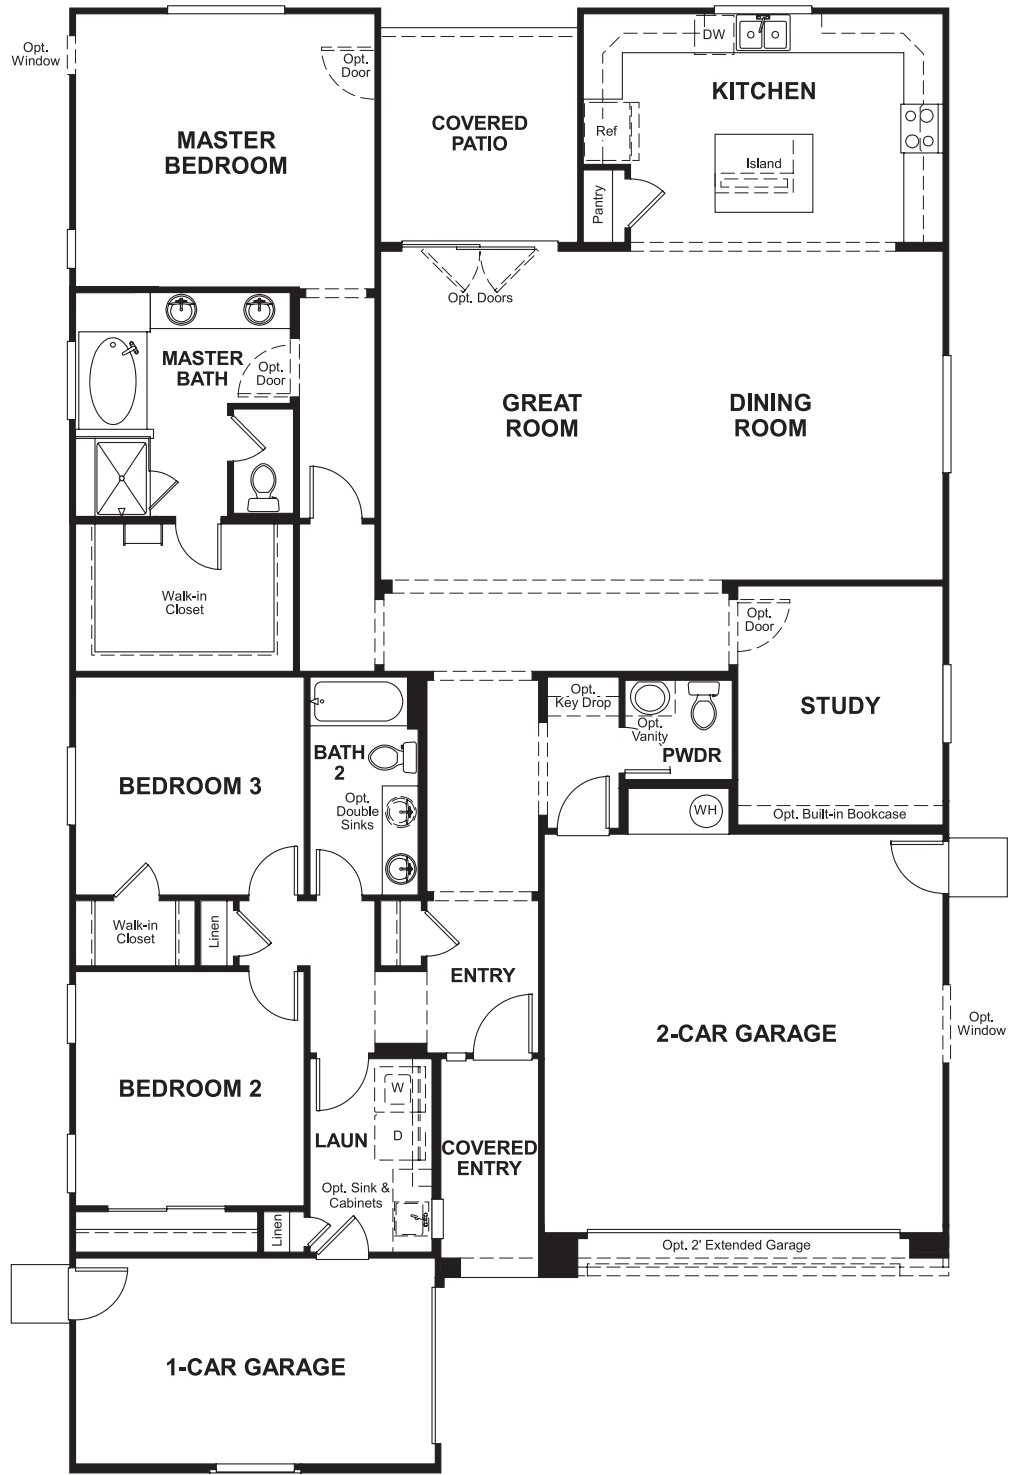 Opt.
Window
Opt.
Door
MASTER
BEDROOM
COVERED
PATIO
DW
KITCHEN
Ref
Island
Pantry
Opt. Doors
MASTER
BATH
Opt.
Door
GREAT
ROOM
DINING
ROOM
Walk-in
Closet
Opt.
Door
STUDY
Opt. Built-in Bookcase
Opt.
Key Drop
Opt.
Vanity
PWDR
WH
BEDROOM 3
BATH
2
Opt.
Double
Sinks
Walk-in
Closet
Linen
ENTRY
2-CAR GARAGE
Opt.
Window
BEDROOM 2
W
D
LAUN
Opt. Sink &
Cabinets
COVERED
ENTRY
Linen
Opt. 2' Extended Garage
1-CAR GARAGE